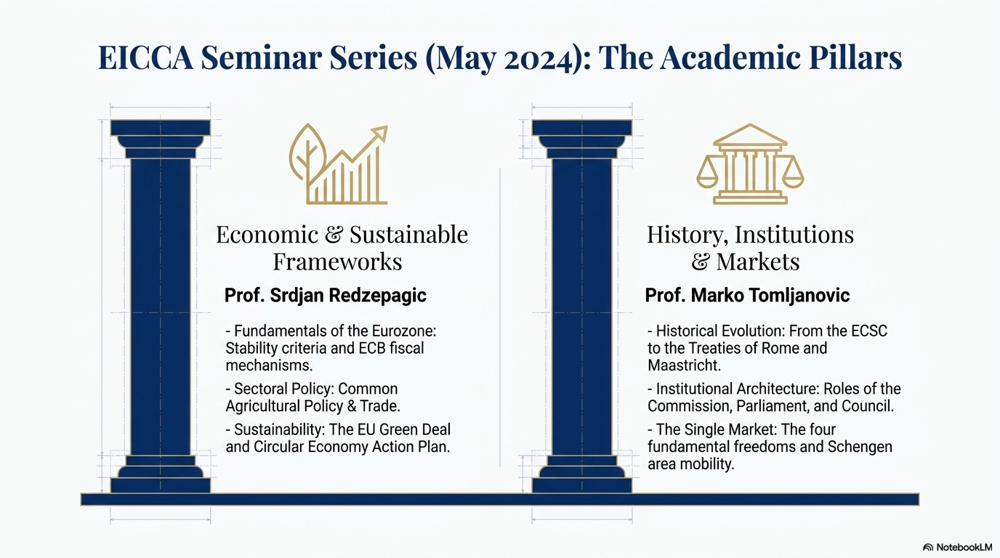 EICCA Seminar Series (May 2024): The Academic Pillars
Economic & Sustainable
Frameworks
Prof. Srdjan Redzepagic
- Fundamentals of the Eurozone:
Stability criteria and ECB fiscal
mechanisms.
- Sectoral Policy: Common
Agricultural Policy & Trade.
- Sustainability: The EU Green Deal
and Circular Economy Action Plan.
History, Institutions
& Markets
Prof. Marko Tomljanovic
- Historical Evolution: From the ECSC
to the Treaties of Rome and
Maastricht.
- Institutional Architecture: Roles of the
Commission, Parliament, and Council.
- The Single Market: The four
fundamental freedoms and Schengen
area mobility.
NotebookLM